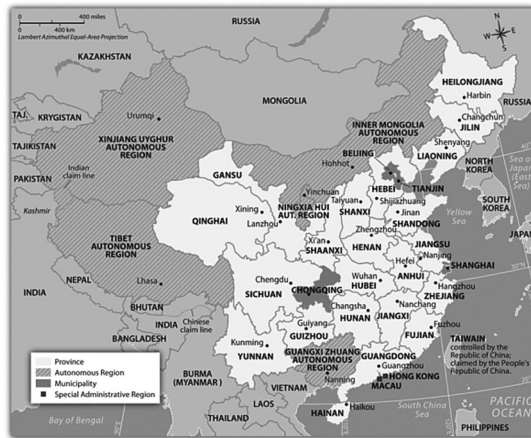 0 400 miles
0 400 km
Lambert Azimuthal Equal-Area Projection
RUSSIA
N
KAZAKHSTAN
HEILONGJIANG
Harbin
RUSSIA
MONGOLIA
Changchun
JILIN
TAJ.
KRYGISTAN
Urumqi
INNER MONGOLIA
AUTONOMOUS
REGION
Shenyang
LIAONING
TAJIKISTAN
XINJIANG UYGHUR
AUTONOMOUS
REGION
BEIJING
Hohhot
NORTH
KOREA
40°
PAKISTAN
Indian
claim line
GANSU
HEBEI
TIANJIN
Yinchuan
NINGXIA HUI
AUT. REGION
Taiyuan
SHANXI
Shijiazhuang
SOUTH
KOREA
Kashmir
QINGHAI
Xining
Lanzhou
Jinan
SHANDONG
Yellow
Sea
JAPA
Zhengzhou
Xi'an
SHAANXI
HENAN
JIANGSU
Nanjing
TIBET
AUTONOMOUS
REGION
Hefei
ANHUI
SHANGHAI
30°N
NEPAL
Lhasa
Chengdu
SICHUAN
CHONGQING
Wuhan
HUBEI
Hangzhou
ZHEJIANG
INDIA
BHUTAN
Changsha
HUNAN
Nanchang
JIANGXI
INDIA
Chinese
claim line
Guiyang
GUIZHOU
Fuzhou
FUJIAN
BANGLADESH
Kunming
YUNNAN
GUANGXI ZHUANG
AUTONOMOUS
REGION
Nanning
GUANGDONG
Guangzhou
HONG KONG
MACAU
TAIWAIN
controlled by the
Republic of China;
claimed by the People's
Republic of China.
Province
Autonomous Region
Municipality
Special Administrative Region
BURMA
(MYANMAR )
VIETNAM
LAOS
HAINAN
Haikou
South China
Sea
PACIFIC
OCEAN
Bay of Bengal
THAILAND
PHILIPPINES